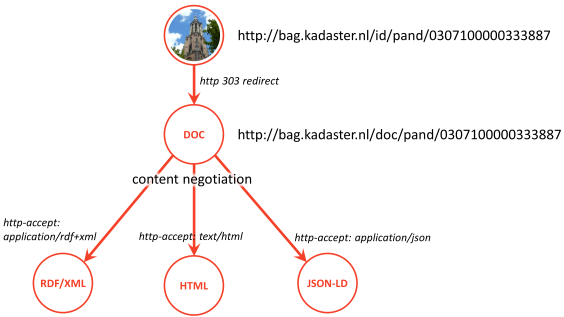 http://bag.kadaster.nl/id/pand/0307100000333887
http 303 redirect
DOC
http://bag.kadaster.nl/doc/pand/0307100000333887
content negotiation
http-accept:
application/rdf+xml
http-accept: text/html
http-accept: application/json
RDF/XML
HTML
JSON-LD